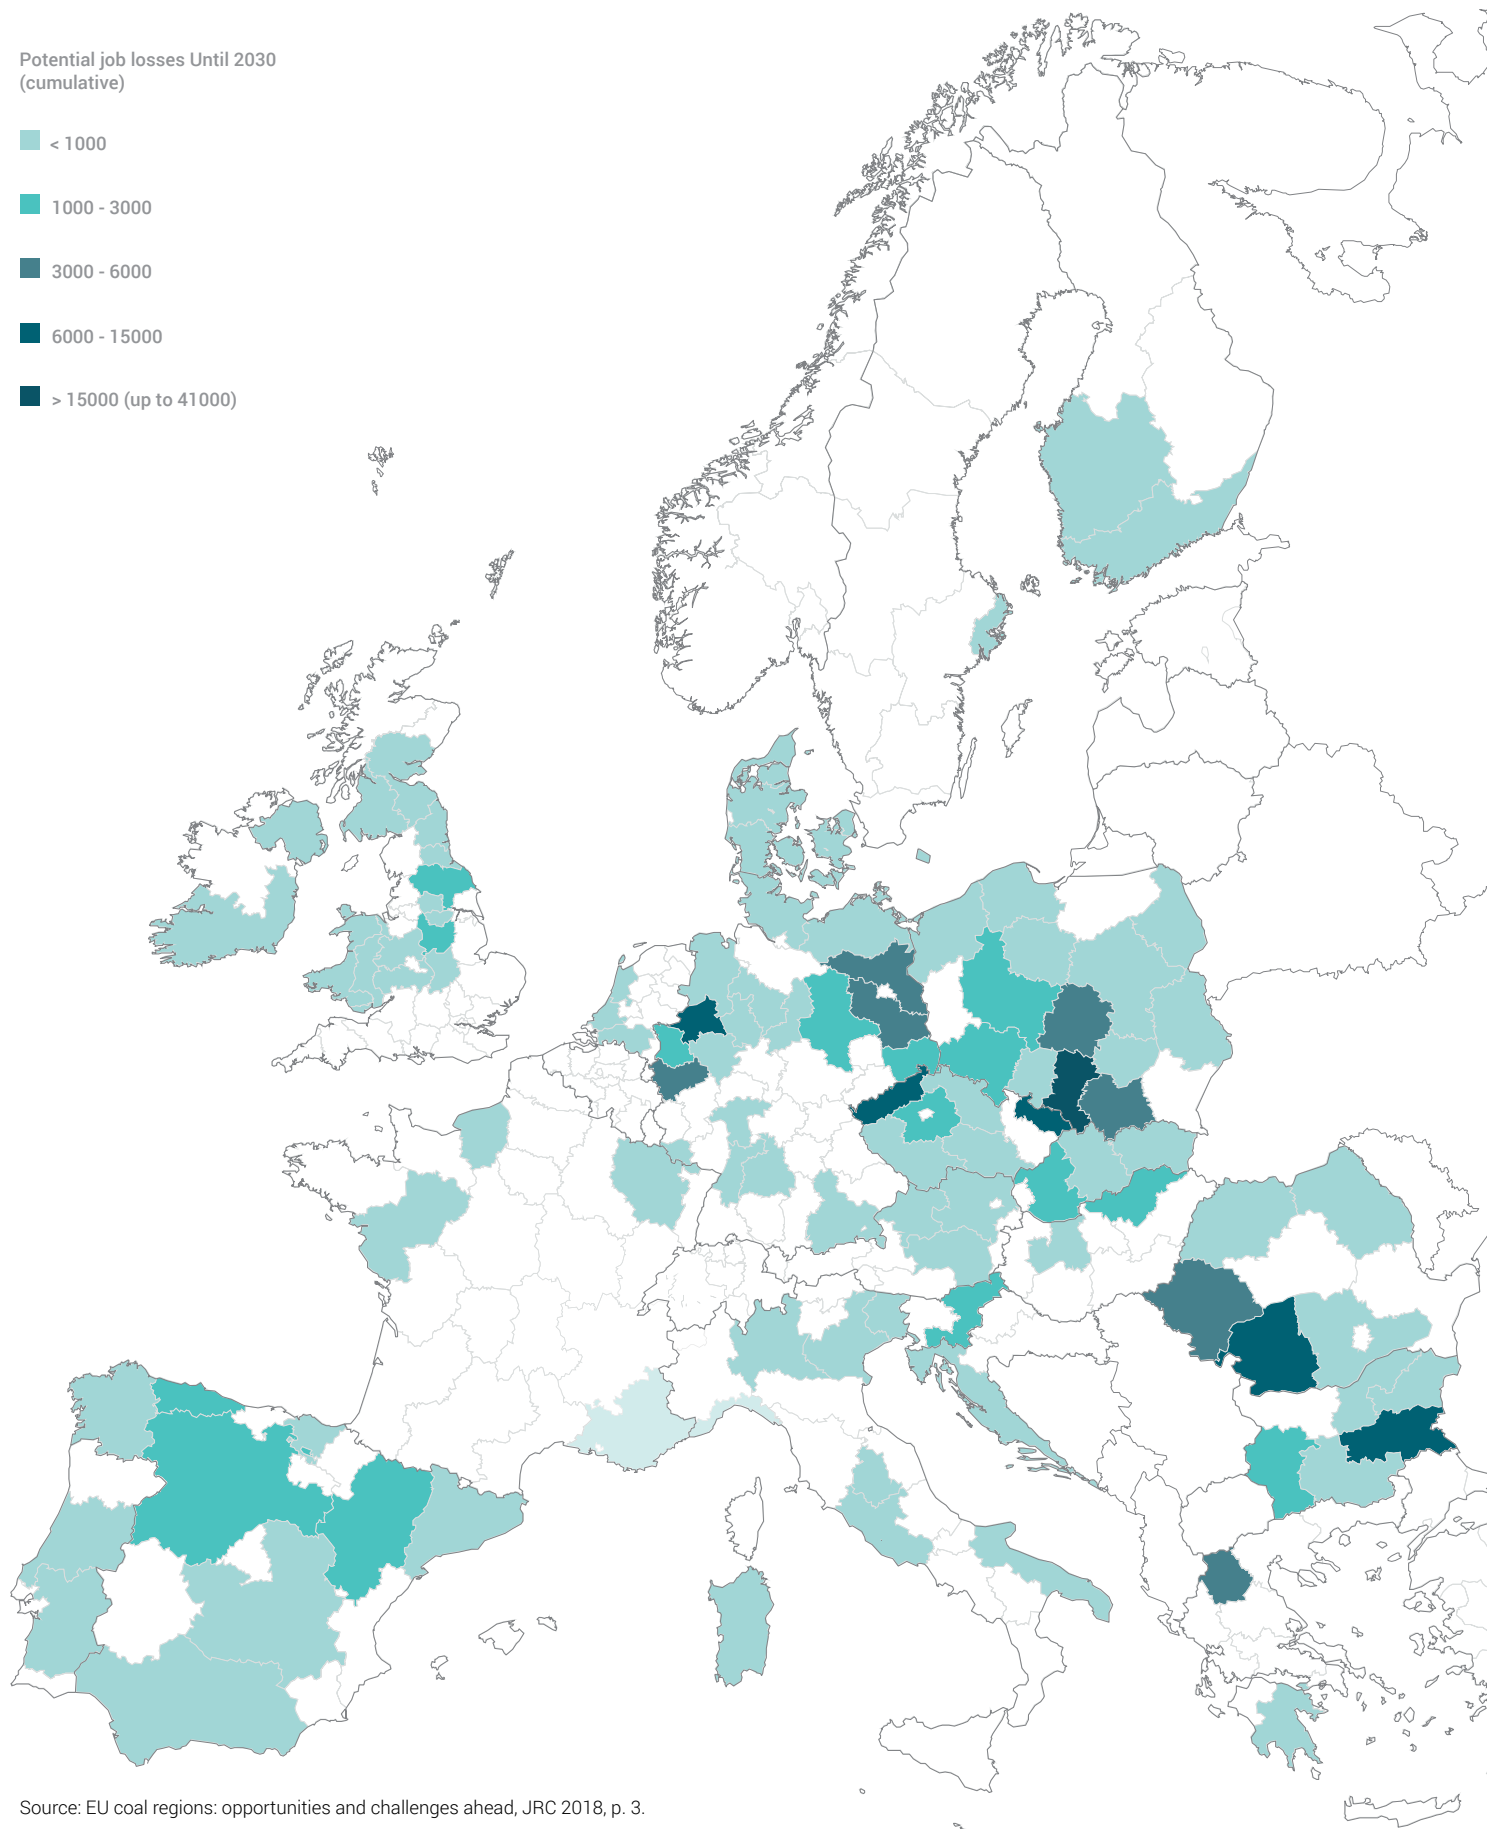 Potential job losses Until 2030
(cumulative)
< 1000
1000 - 3000
3000 - 6000
6000 - 15000
> 15000 (up to 41000)
Source: EU coal regions: opportunities and challenges ahead, JRC 2018, p. 3.